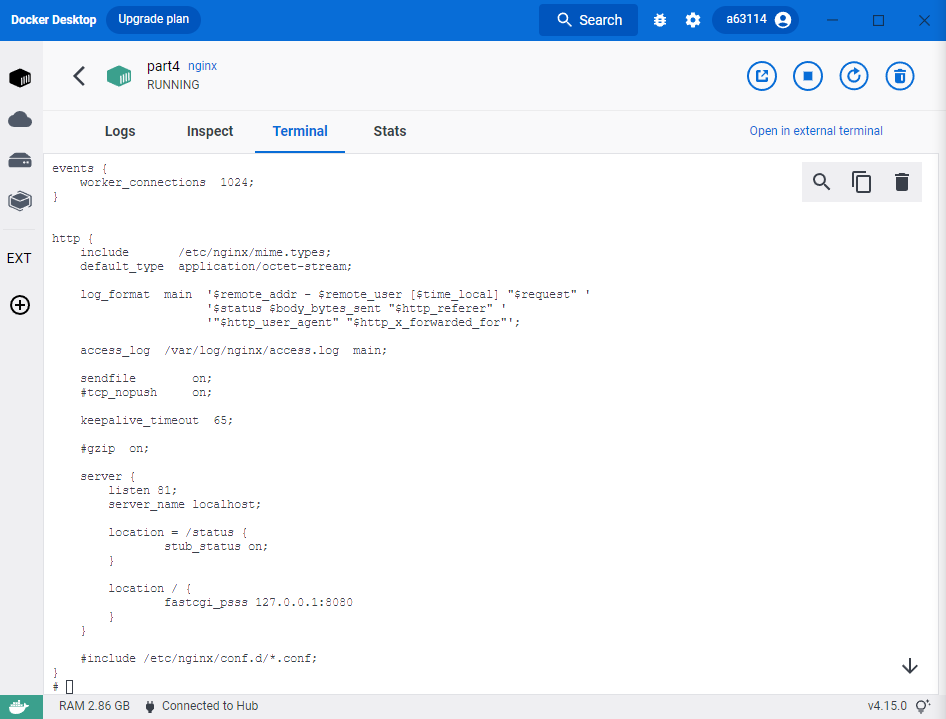 Docker Desktop Upgrade plan Search a63114
part4 nginx
RUNNING
Logs Inspect Terminal Stats Open in external terminal
EXT
events {
    worker_connections  1024;
}
http {
    include       /etc/nginx/mime.types;
    default_type  application/octet-stream;
    log_format  main  '$remote_addr - $remote_user [$time_local] "$request" '
                      '$status $body_bytes_sent "$http_referer" '
                      '"$http_user_agent" "$http_x_forwarded_for"';
    access_log  /var/log/nginx/access.log  main;
    sendfile        on;
    #tcp_nopush     on;
    keepalive_timeout  65;
    #gzip  on;
    server {
        listen 81;
        server_name localhost;
        location = /status {
                stub_status on;
        }
        location / {
                fastcgi_psss 127.0.0.1:8080
        }
    }
    #include /etc/nginx/conf.d/*.conf;
}
#
RAM 2.86 GB Connected to Hub v4.15.0